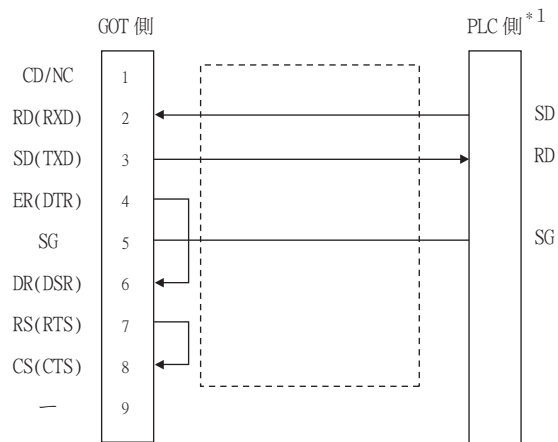 GOT 側 PLC 側*1
CD/NC 1
RD(RXD) 2 SD
SD(TXD) 3 RD
ER(DTR) 4
SG 5 SG
DR(DSR) 6
RS(RTS) 7
CS(CTS) 8
— 9